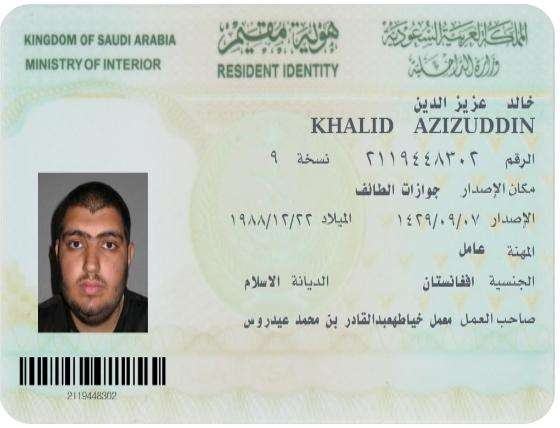 KINGDOM OF SAUDI ARABIA
MINISTRY OF INTERIOR
هوية مقيم
RESIDENT IDENTITY
المملكة العربية السعودية
وزارة الداخلية
خالد عزيز الدين
KHALID AZIZUDDIN
الرقم ٢١١٩٤٤٨٣٠٢ نسخة ٩
مكان الإصدار جوازات الطائف
الإصدار ١٤٢٩/٠٩/٠٧ الميلاد ١٩٨٨/١٢/٢٢
المهنة عامل
الجنسية افغانستان الديانة الاسلام
صاحب العمل معمل خياطهعبدالقادر بن محمد عيدروس
2119448302